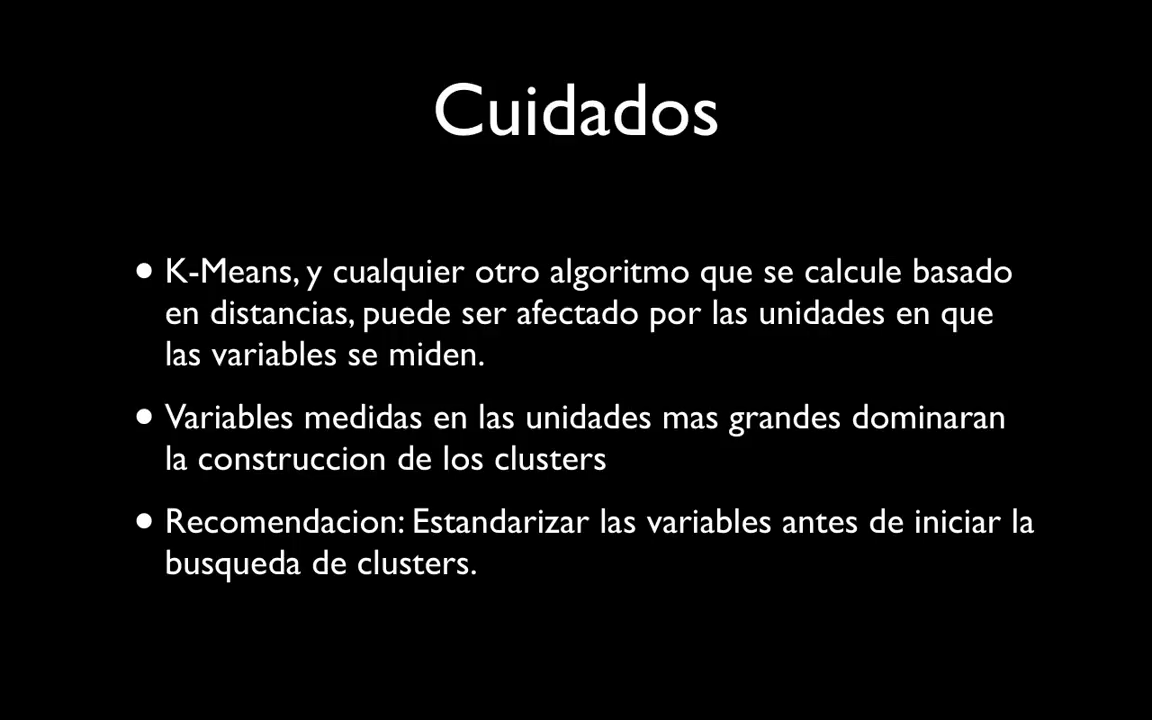 Cuidados
• K-Means, y cualquier otro algoritmo que se calcule basado
en distancias, puede ser afectado por las unidades en que
las variables se miden.
• Variables medidas en las unidades mas grandes dominaran
la construccion de los clusters
• Recomendacion: Estandarizar las variables antes de iniciar la
busqueda de clusters.